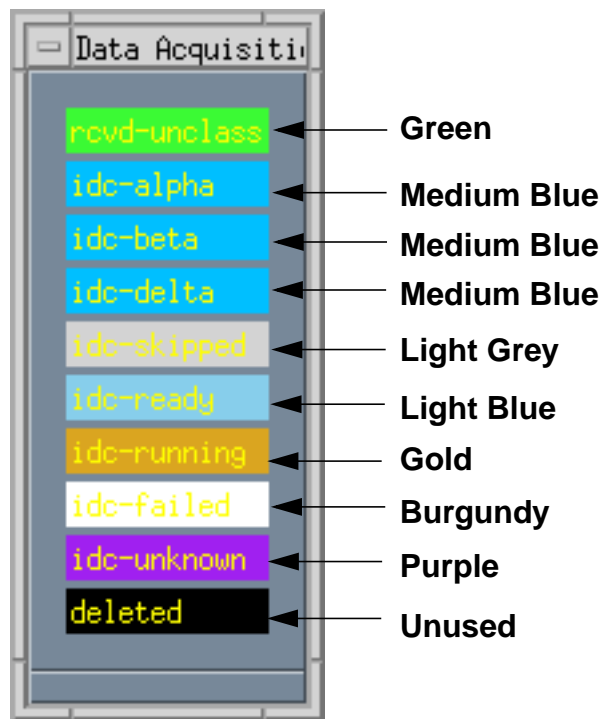 Data Acquisiti
rcvd-unclass Green
idc-alpha Medium Blue
idc-beta Medium Blue
idc-delta Medium Blue
idc-skipped Light Grey
idc-ready Light Blue
idc-running Gold
idc-failed Burgundy
idc-unknown Purple
deleted Unused